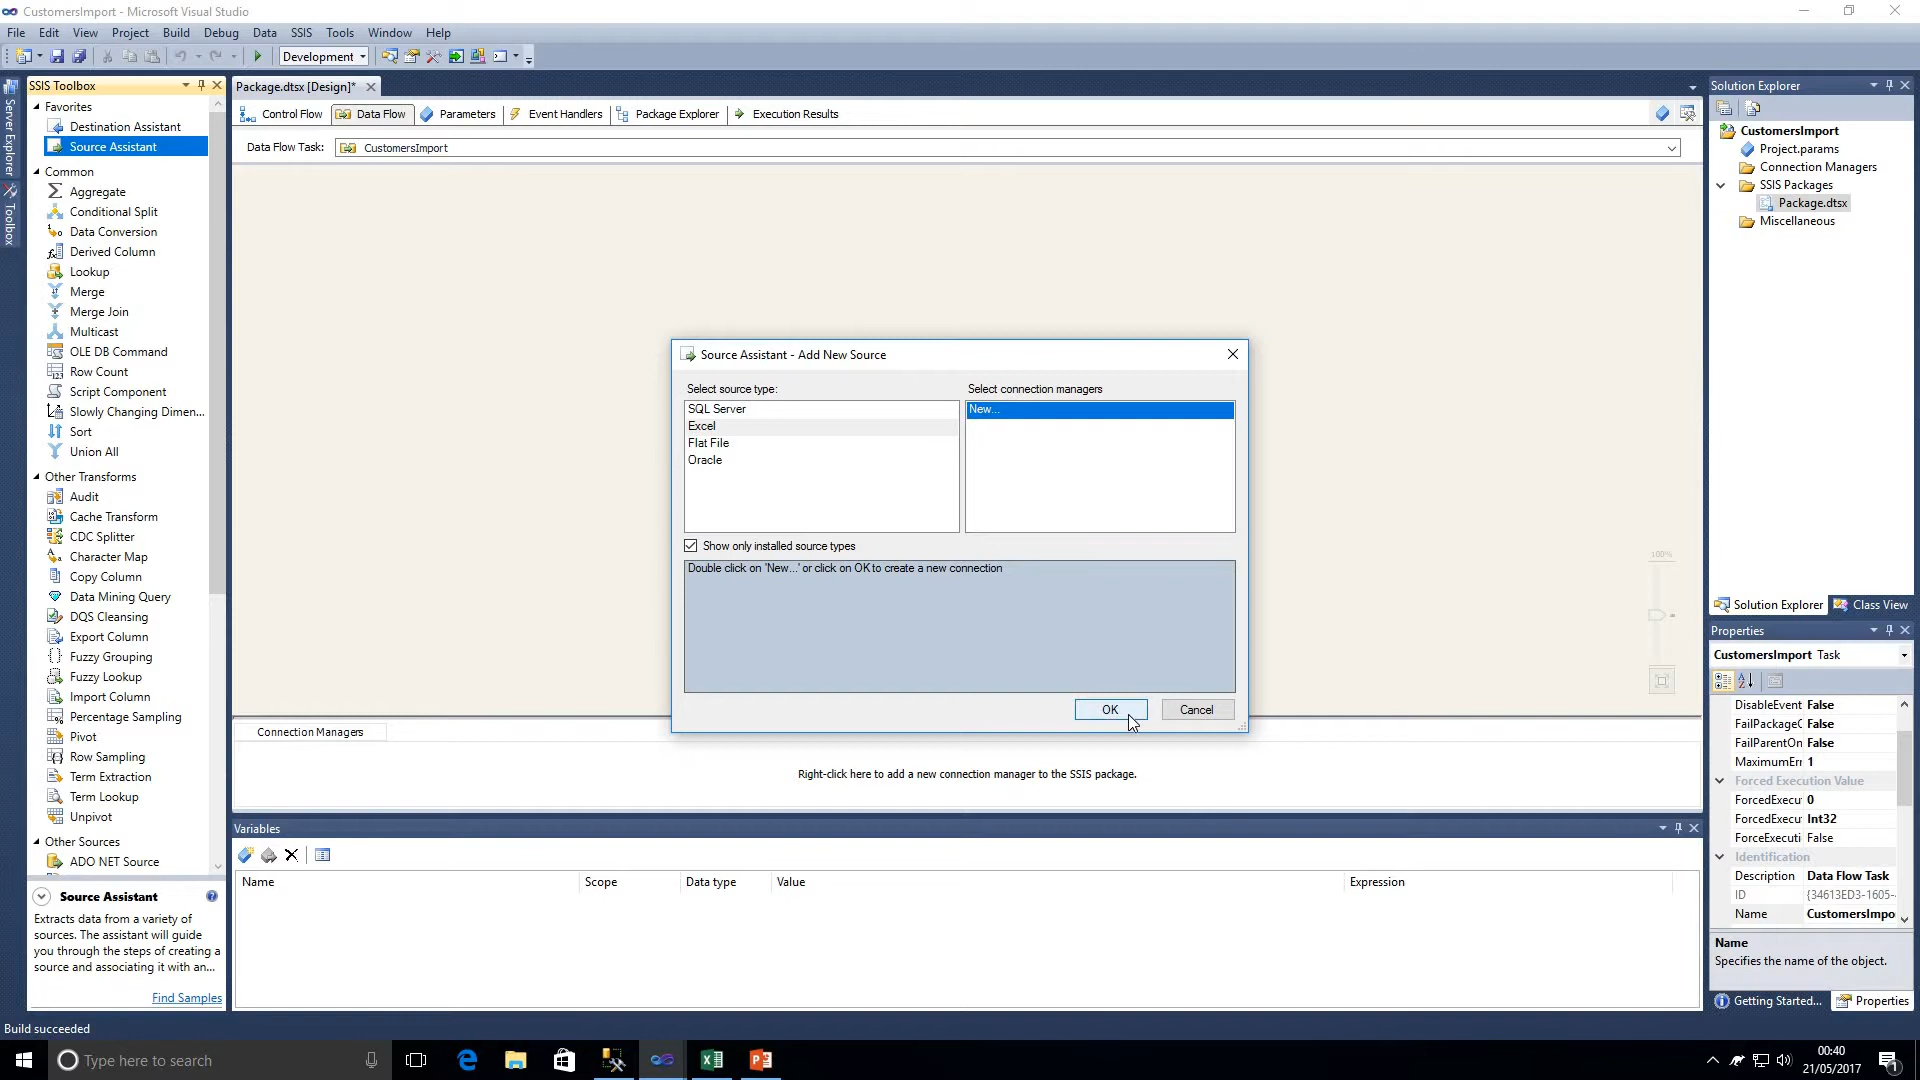 CustomersImport - Microsoft Visual Studio
File Edit View Project Build Debug Data SSIS Tools Window Help
Development
Server Explorer
Toolbox
SSIS Toolbox
Favorites
Destination Assistant
Source Assistant
Common
Aggregate
Conditional Split
Data Conversion
Derived Column
Lookup
Merge
Merge Join
Multicast
OLE DB Command
Row Count
Script Component
Slowly Changing Dimen...
Sort
Union All
Other Transforms
Audit
Cache Transform
CDC Splitter
Character Map
Copy Column
Data Mining Query
DQS Cleansing
Export Column
Fuzzy Grouping
Fuzzy Lookup
Import Column
Percentage Sampling
Pivot
Row Sampling
Term Extraction
Term Lookup
Unpivot
Other Sources
ADO NET Source
Source Assistant
Extracts data from a variety of
sources. The assistant will guide
you through the steps of creating a
source and associating it with an...
Find Samples
Package.dtsx [Design]*
Control Flow Data Flow Parameters Event Handlers Package Explorer Execution Results
Data Flow Task: CustomersImport
Source Assistant - Add New Source
Select source type:
SQL Server
Excel
Flat File
Oracle
Select connection managers
New...
Show only installed source types
Double click on 'New...' or click on OK to create a new connection
OK Cancel
100%
Connection Managers
Right-click here to add a new connection manager to the SSIS package.
Variables
Name Scope Data type Value Expression
Solution Explorer
CustomersImport
Project.params
Connection Managers
SSIS Packages
Package.dtsx
Miscellaneous
Solution Explorer Class View
Properties
CustomersImport Task
DisableEvent False
FailPackageC False
FailParentOn False
MaximumErr 1
Forced Execution Value
ForcedExecu 0
ForcedExecu Int32
ForceExecuti False
Identification
Description Data Flow Task
ID {34613ED3-1605-
Name CustomersImpo
Name
Specifies the name of the object.
Getting Started... Properties
Build succeeded
Type here to search
00:40
21/05/2017
1